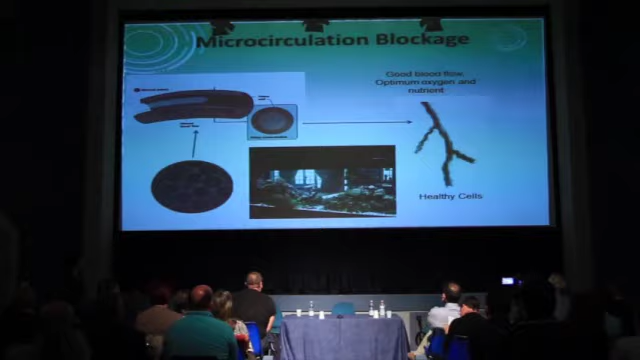 Microcirculation Blockage
Good blood flow,
Optimum oxygen and
nutrient
Healthy Cells